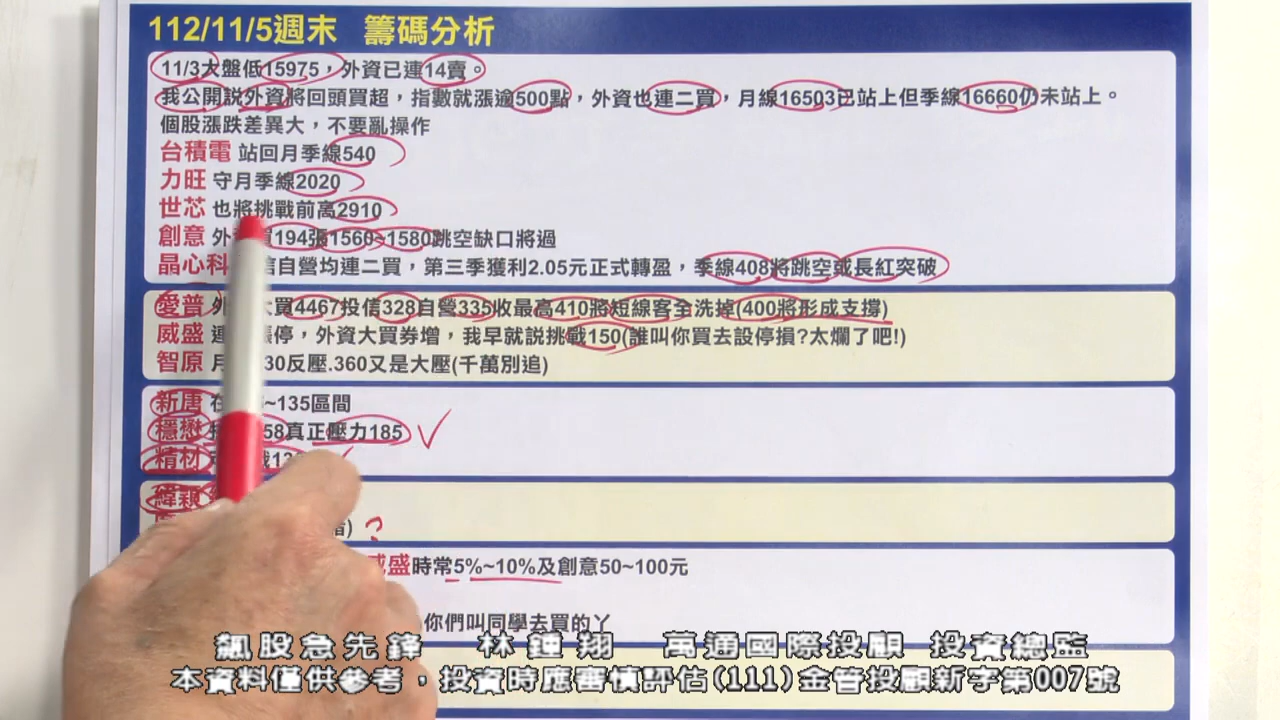 112/11/5週末 籌碼分析
11/3大盤低15975，外資已連14賣。
我公開説外資將回頭買超，指數就漲逾500點，外資也連二買，月線16503已站上但季線16660仍未站上。
個股漲跌差異大，不要亂操作
台積電 站回月季線540
力旺 守月季線2020
世芯 也將挑戰前高2910
創意 外 買194張1560~1580跳空缺口將過
晶心科 信自營均連二買，第三季獲利2.05元正式轉盈，季線408將跳空或長紅突破
愛普 外 大買4467投信328自營335收最高410將短線客全洗掉(400將形成支撐)
威盛 連 漲停，外資大買券增，我早就説挑戰150(誰叫你買去設停損?太爛了吧!)
智原 月 30反壓.360又是大壓(千萬別追)
新唐 在 ~135區間
穩懋 58真正壓力185
精材 戰13
緯穎
) ?
威盛時常5%~10%及創意50~100元
你們叫同學去買的丫
飆股急先鋒 林鐘翔 萬通國際投顧 投資總監
本資料僅供參考，投資時應審慎評估(111)金管投顧新字第007號